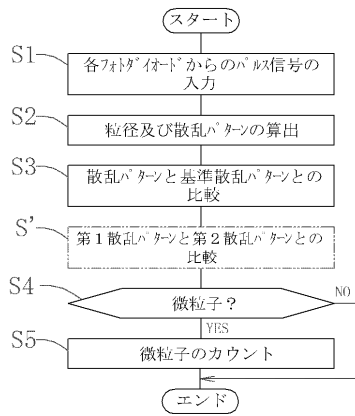 スタート
S1
各フォトダイオードからのパルス信号の
入力
S2
粒径及び散乱パターンの算出
S3
散乱パターンと基準散乱パターンとの
比較
S'
第1散乱パターンと第2散乱パターンとの
比較
S4
微粒子？
NO
YES
S5
微粒子のカウント
エンド